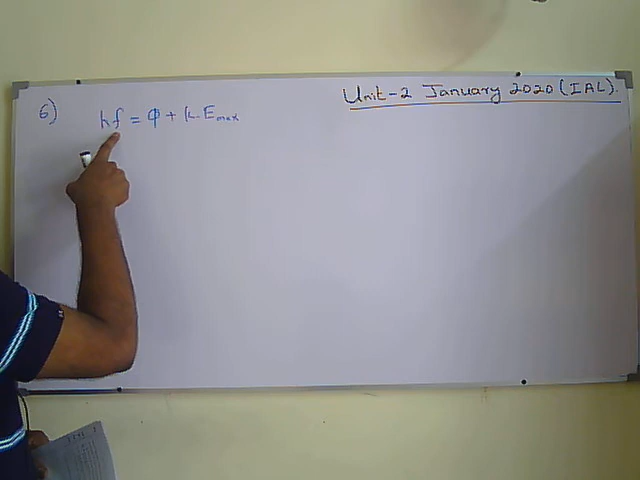 Unit-2 January 2020 (IAL).
6) hf = φ + K.Emax